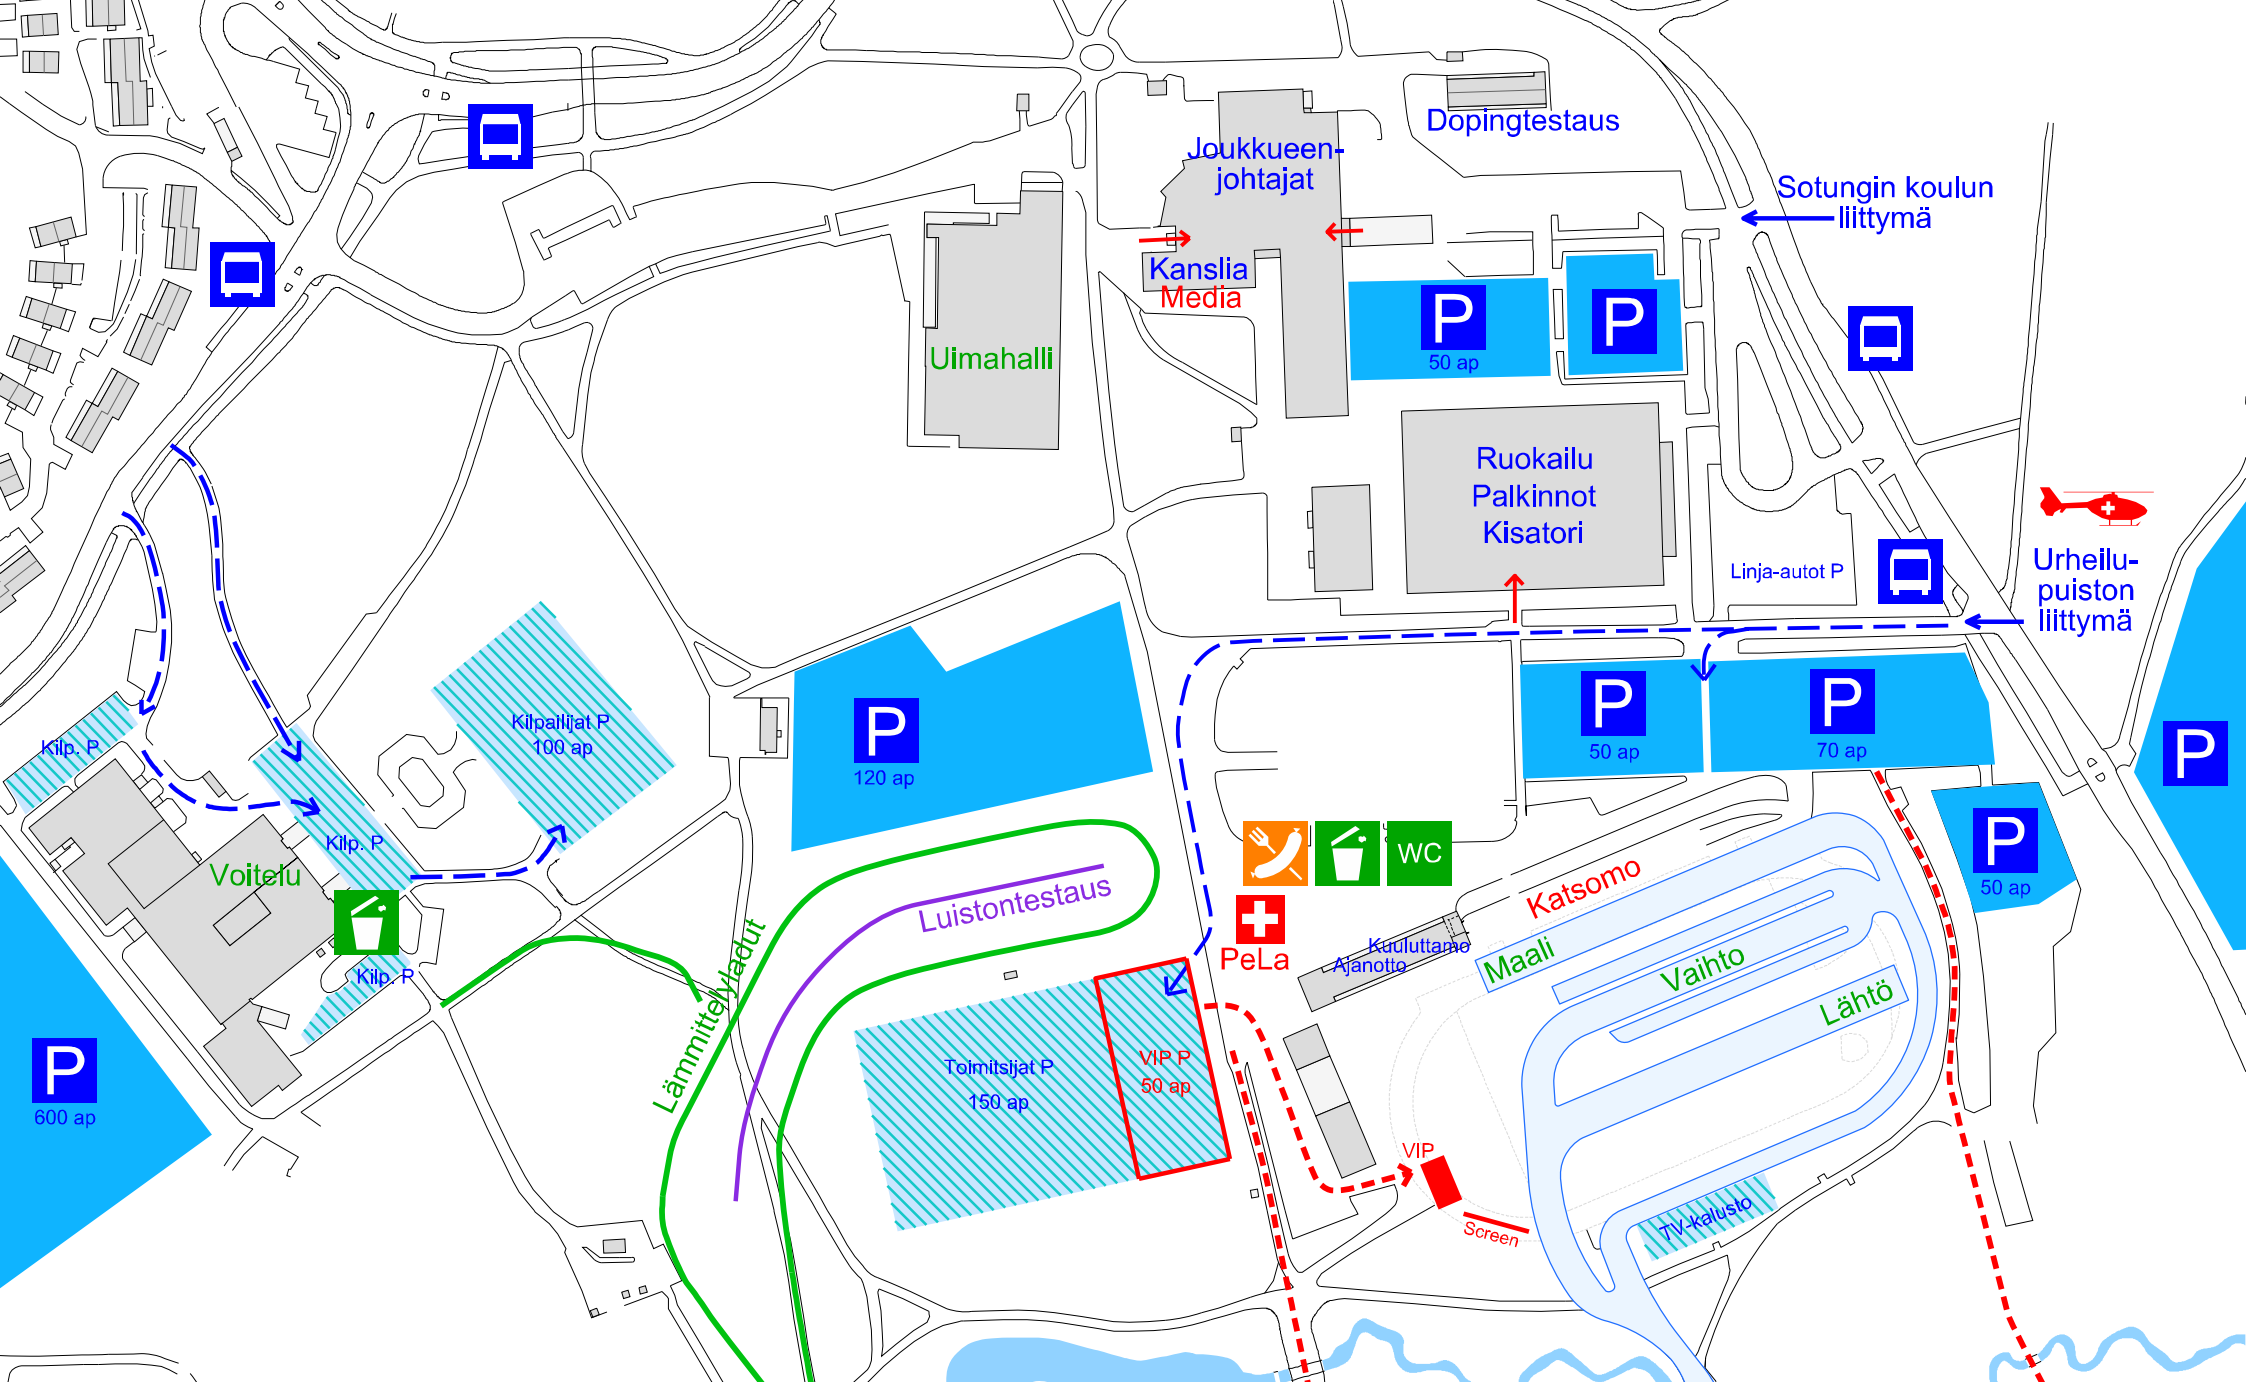 Dopingtestaus
Joukkueen-
johtajat
Sotungin koulun
liittymä
Kanslia
Media
P
50 ap
P
Uimahalli
Ruokailu
Palkinnot
Kisatori
Linja-autot P
Urheilu-
puiston
liittymä
Kilp. P
Kilpailijat P
100 ap
P
120 ap
P
50 ap
P
70 ap
P
Kilp. P
Voitelu
WC
P
50 ap
Katsomo
Luistontestaus
Kuuluttamo
Ajanotto
PeLa
Maali
Vaihto
Lähtö
Kilp. P
Lämmittelyladut
P
600 ap
Toimitsijat P
150 ap
VIP P
50 ap
VIP
Screen
TV-kalusto